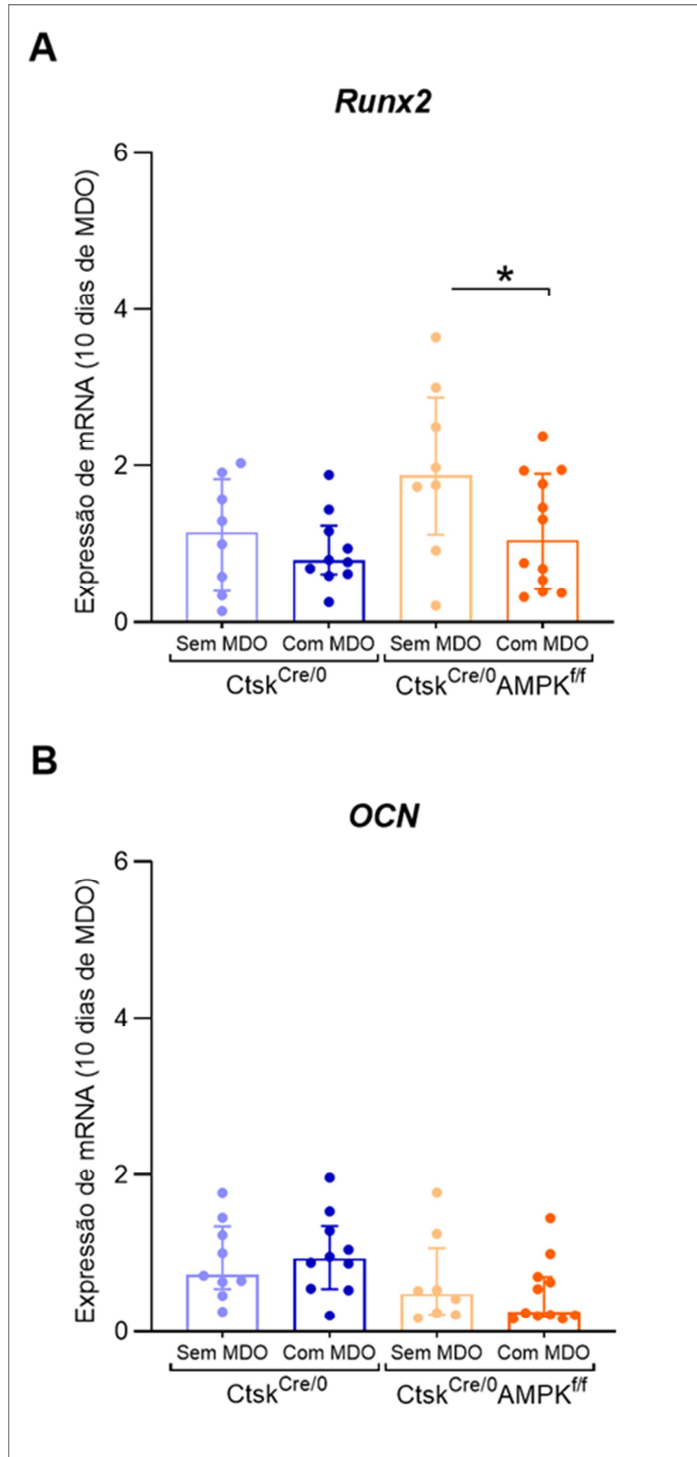 A
Runx2
Expressão de mRNA (10 dias de MDO)
6
4
2
0
*
Sem MDO Com MDO Sem MDO Com MDO
Ctsk^Cre/0 Ctsk^Cre/0AMPK^f/f
B
OCN
Expressão de mRNA (10 dias de MDO)
6
4
2
0
Sem MDO Com MDO Sem MDO Com MDO
Ctsk^Cre/0 Ctsk^Cre/0AMPK^f/f